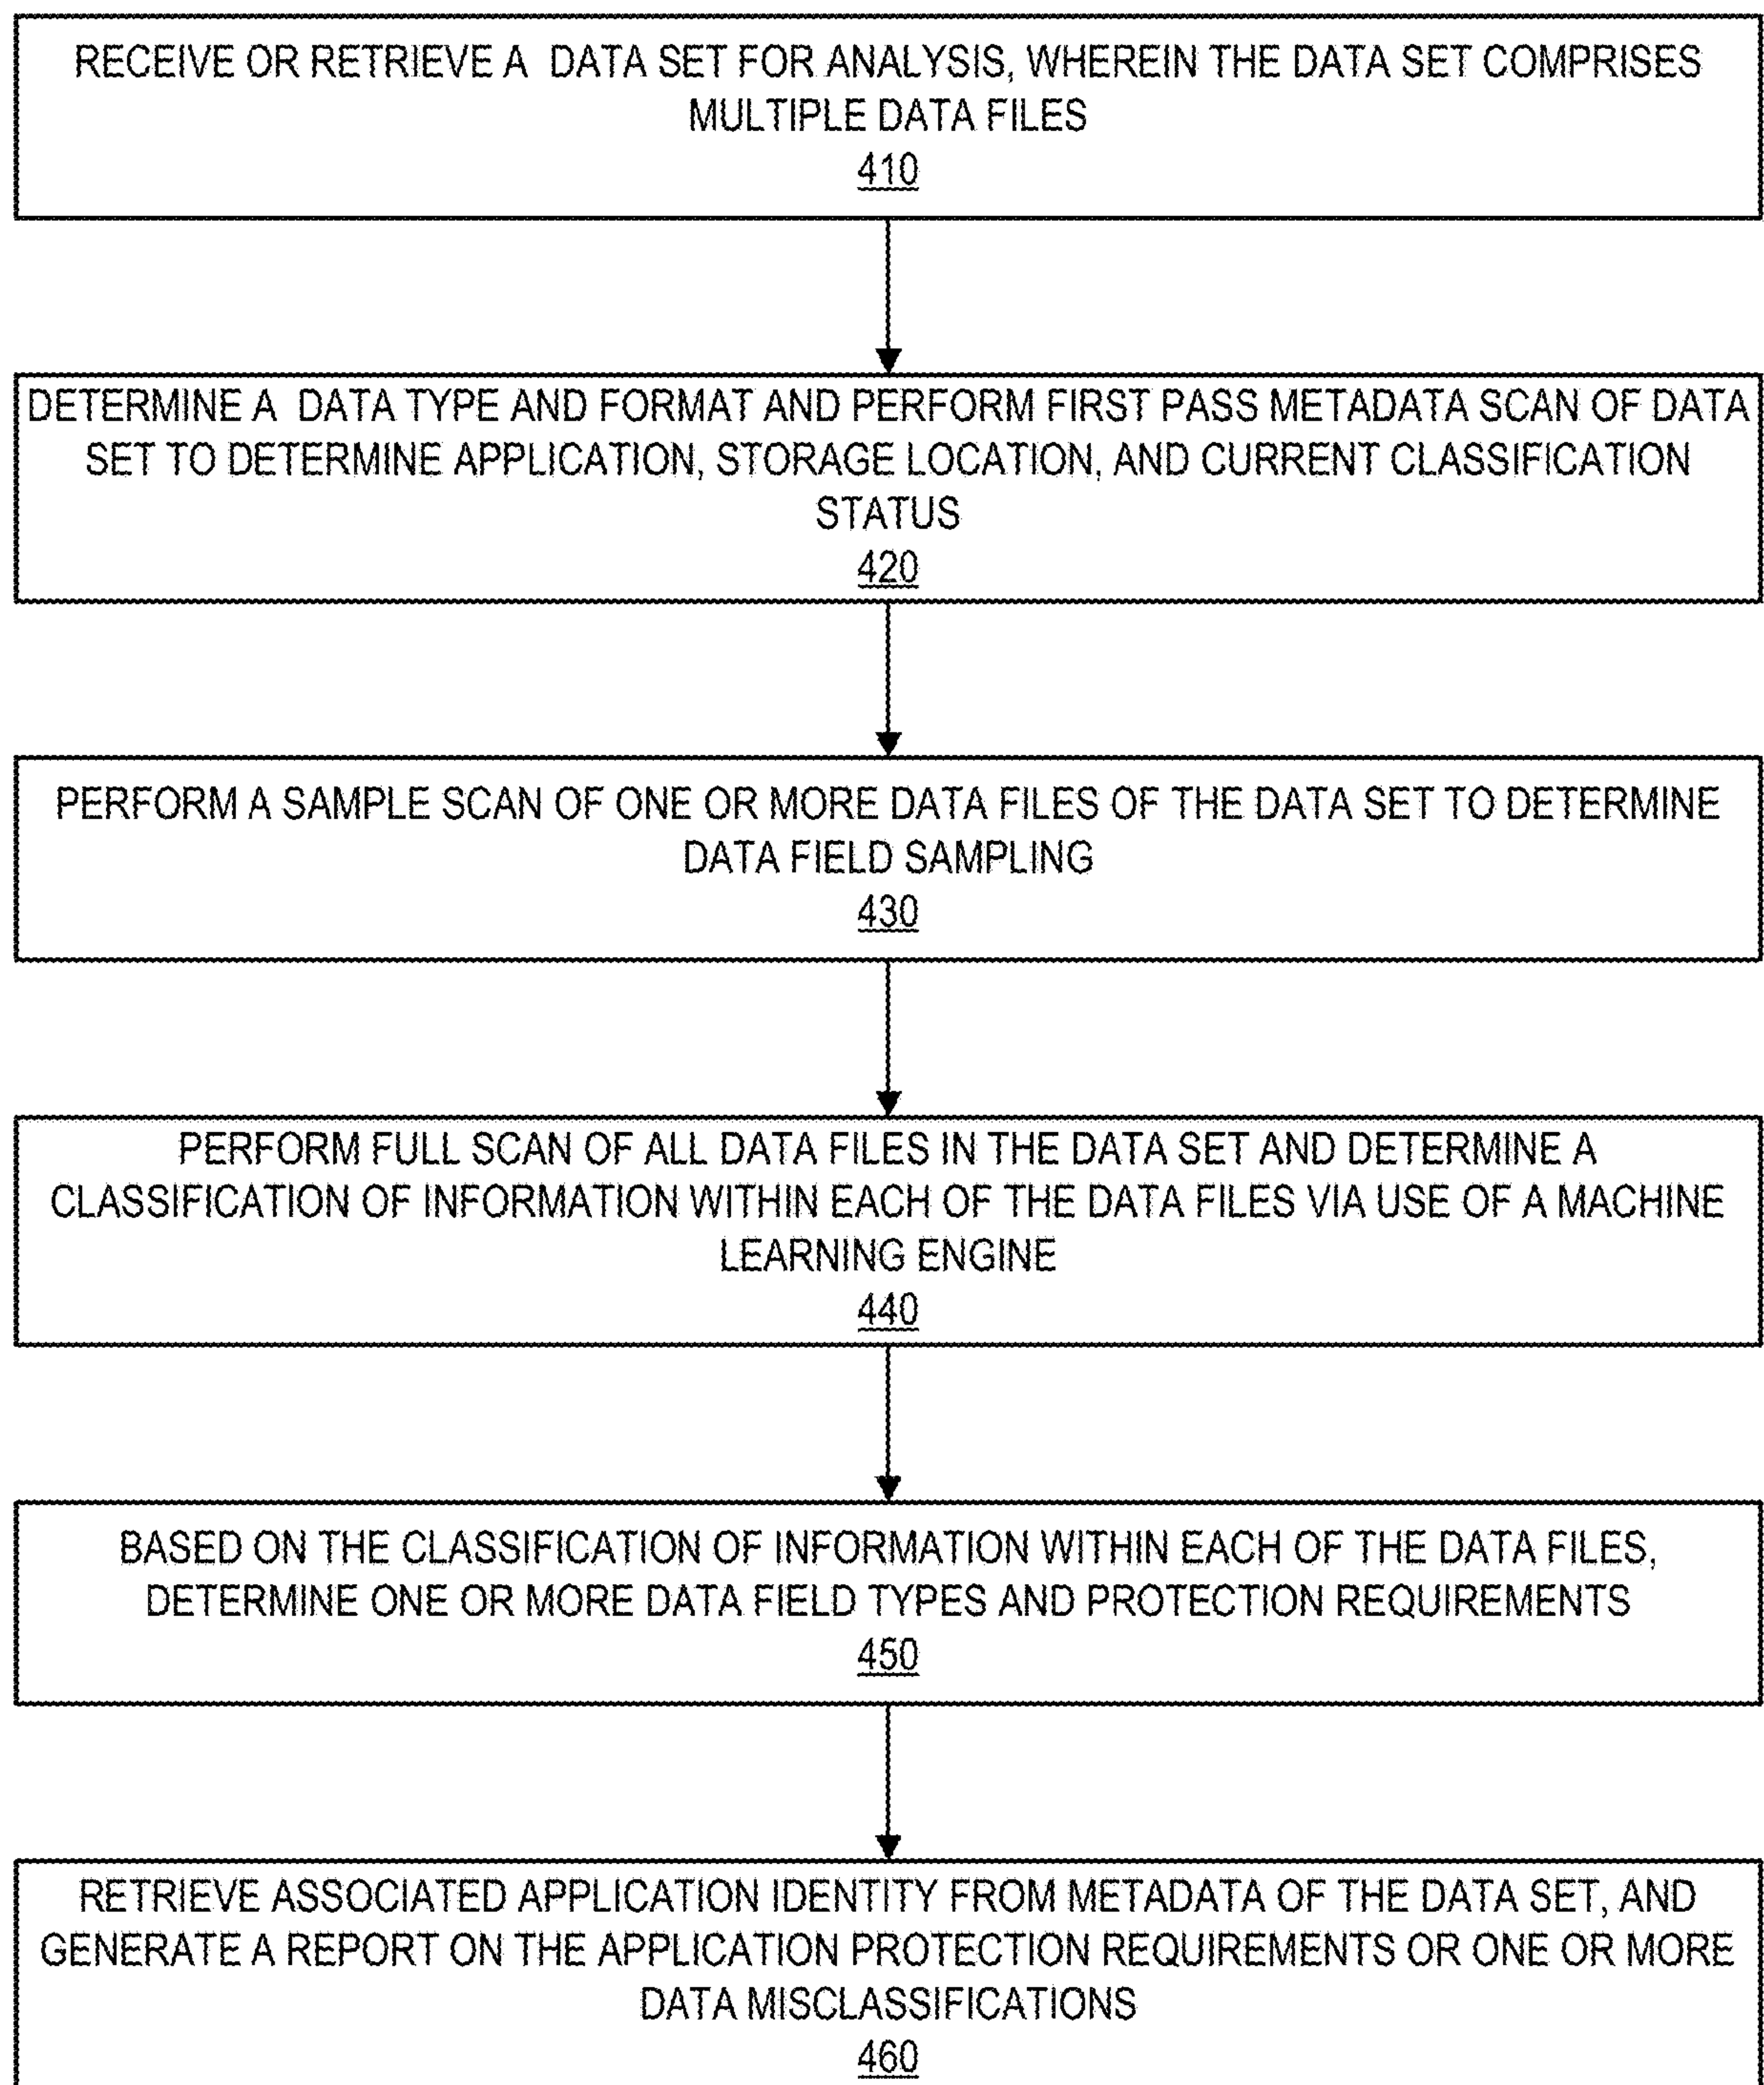 RECEIVE OR RETRIEVE A DATA SET FOR ANALYSIS, WHEREIN THE DATA SET COMPRISES
MULTIPLE DATA FILES
410
DETERMINE A DATA TYPE AND FORMAT AND PERFORM FIRST PASS METADATA SCAN OF DATA
SET TO DETERMINE APPLICATION, STORAGE LOCATION, AND CURRENT CLASSIFICATION
STATUS
420
PERFORM A SAMPLE SCAN OF ONE OR MORE DATA FILES OF THE DATA SET TO DETERMINE
DATA FIELD SAMPLING
430
PERFORM FULL SCAN OF ALL DATA FILES IN THE DATA SET AND DETERMINE A
CLASSIFICATION OF INFORMATION WITHIN EACH OF THE DATA FILES VIA USE OF A MACHINE
LEARNING ENGINE
440
BASED ON THE CLASSIFICATION OF INFORMATION WITHIN EACH OF THE DATA FILES,
DETERMINE ONE OR MORE DATA FIELD TYPES AND PROTECTION REQUIREMENTS
450
RETRIEVE ASSOCIATED APPLICATION IDENTITY FROM METADATA OF THE DATA SET, AND
GENERATE A REPORT ON THE APPLICATION PROTECTION REQUIREMENTS OR ONE OR MORE
DATA MISCLASSIFICATIONS
460